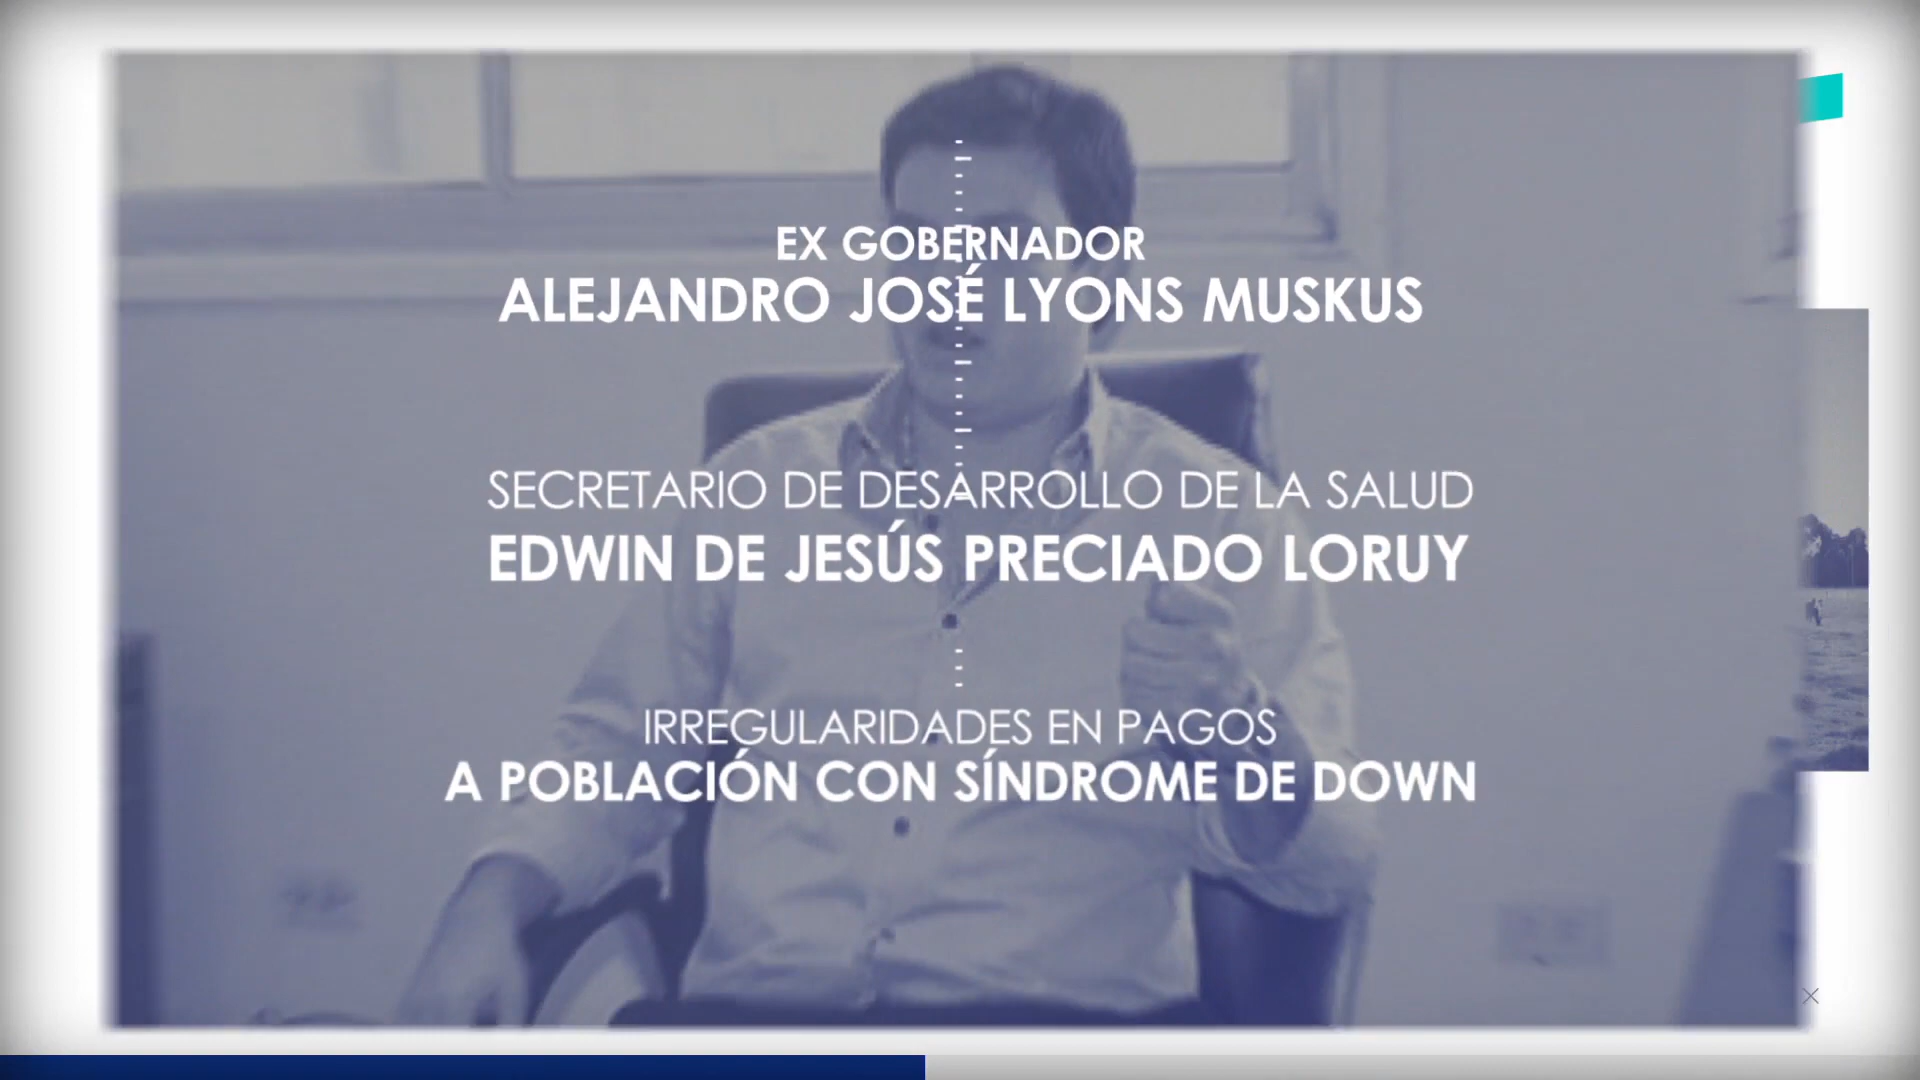 EX GOBERNADOR
ALEJANDRO JOSÉ LYONS MUSKUS
SECRETARIO DE DESARROLLO DE LA SALUD
EDWIN DE JESÚS PRECIADO LORUY
IRREGULARIDADES EN PAGOS
A POBLACIÓN CON SÍNDROME DE DOWN